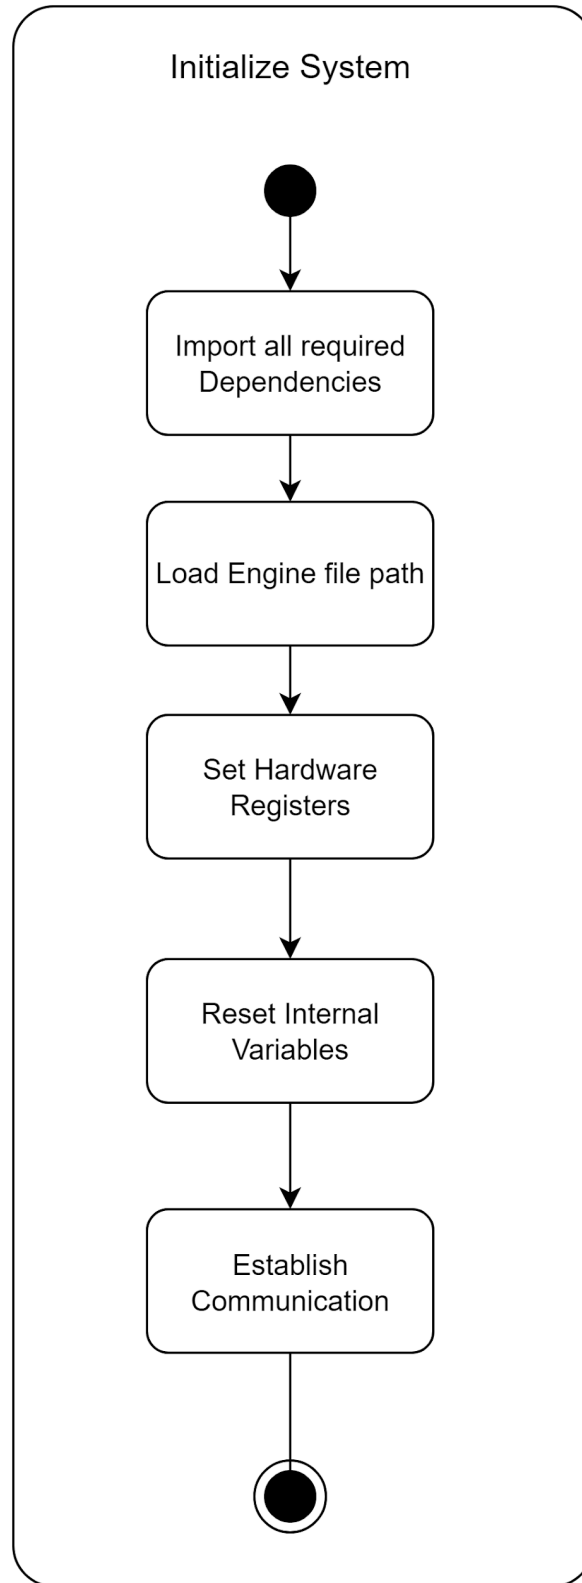 Initialize System
Import all required
Dependencies
Load Engine file path
Set Hardware
Registers
Reset Internal
Variables
Establish
Communication